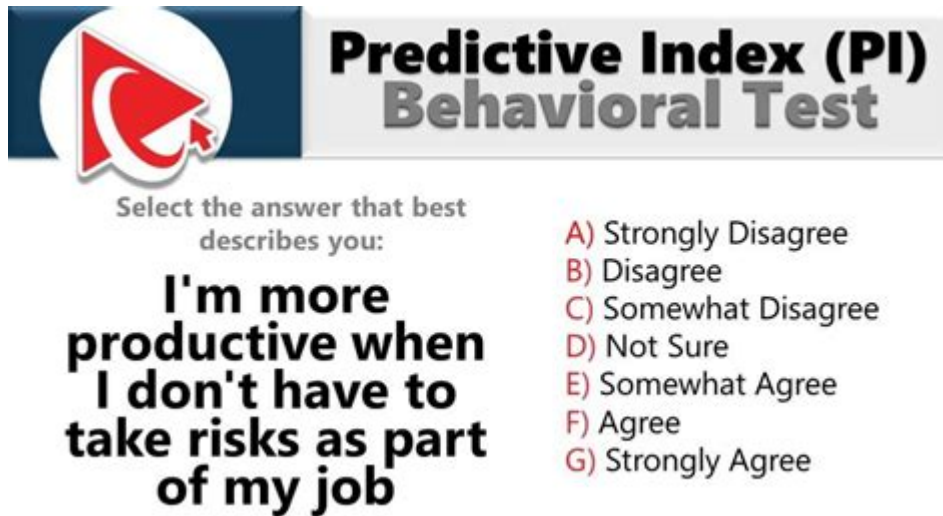 Predictive Index (PI)
Behavioral Test
Select the answer that best
describes you:
I'm more
productive when
I don't have to
take risks as part
of my job
A) Strongly Disagree
B) Disagree
C) Somewhat Disagree
D) Not Sure
E) Somewhat Agree
F) Agree
G) Strongly Agree